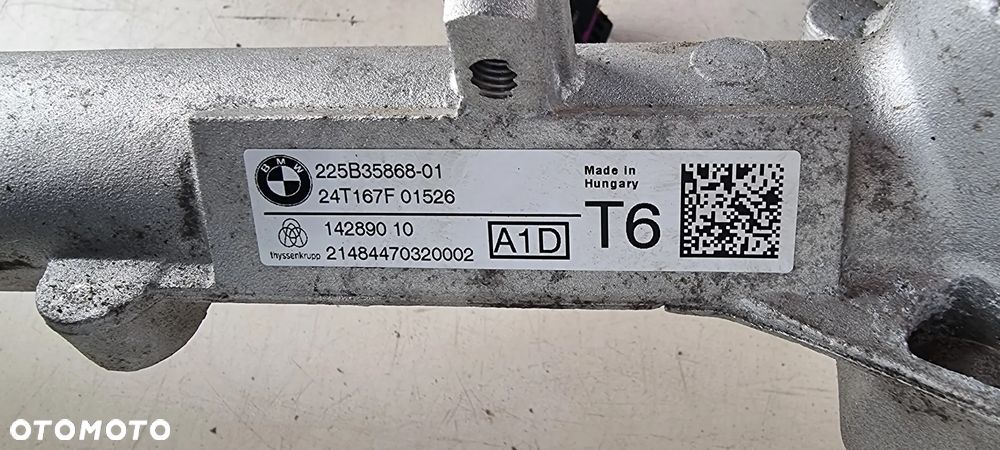 BMW
225B35868-01
24T167F 01526
Made in
Hungary
thyssenkrupp
142890 10
21484470320002
A1D
T6
OTOMOTO